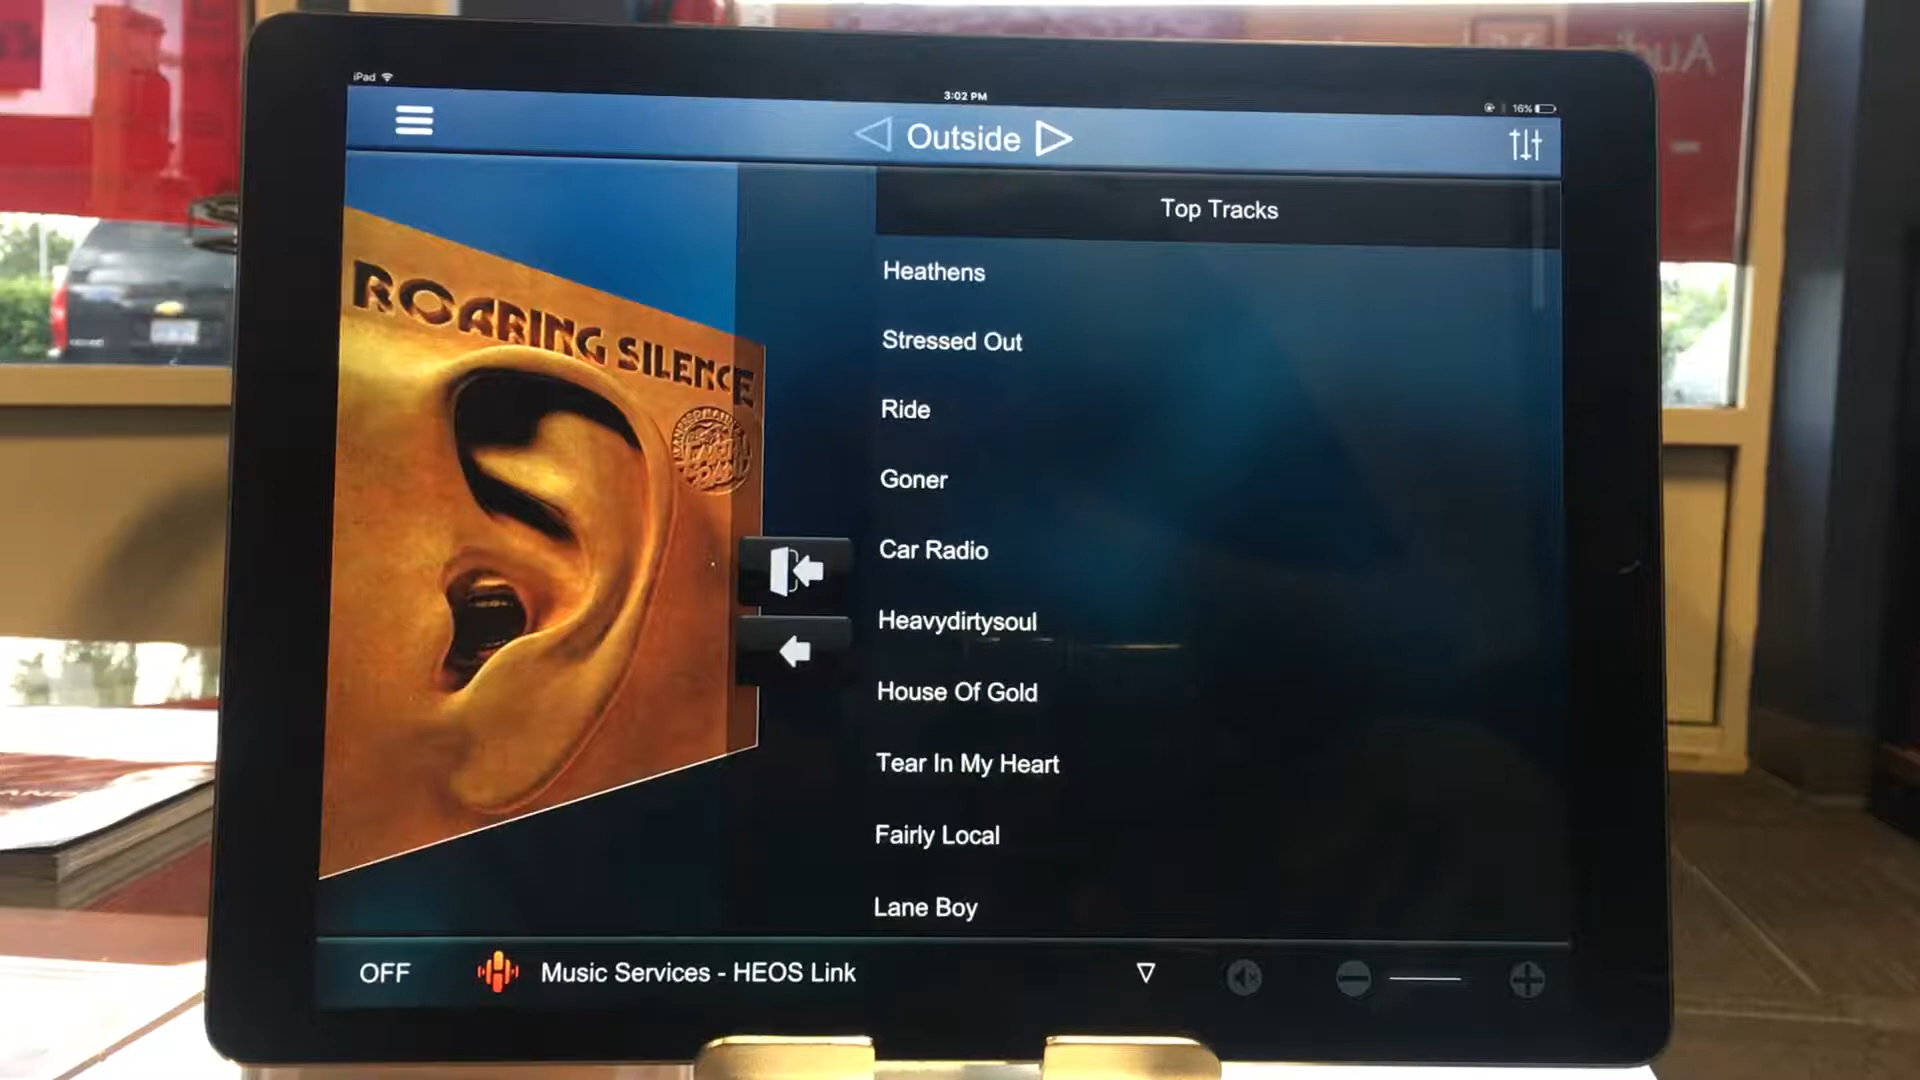 iPad
3:02 PM
16%
Outside
Top Tracks
ROARING SILENCE
Heathens
Stressed Out
Ride
Goner
Car Radio
Heavydirtysoul
House Of Gold
Tear In My Heart
Fairly Local
Lane Boy
OFF
Music Services - HEOS Link